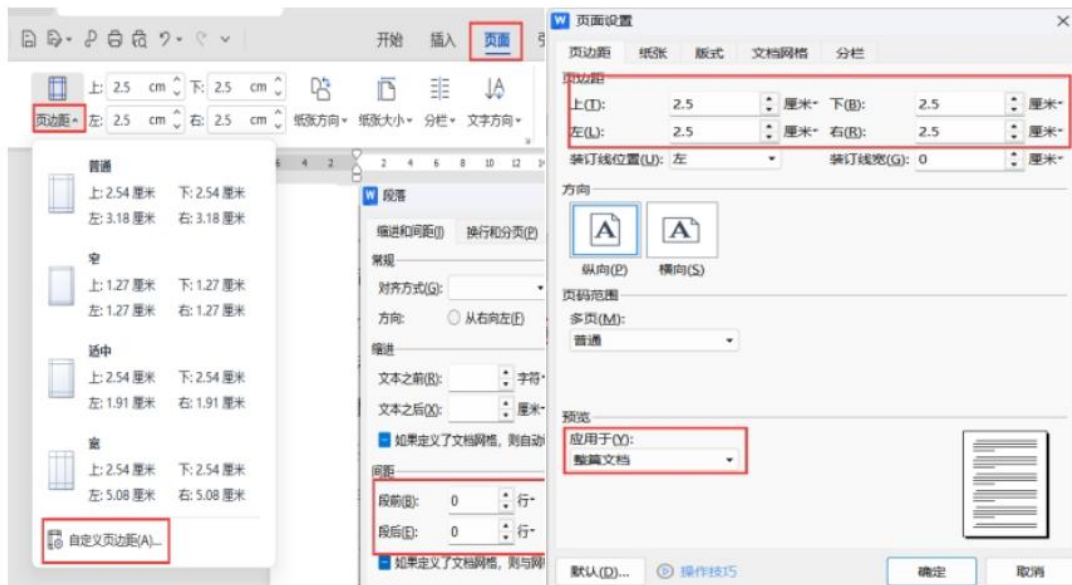 开始 插入 页面
页边距 上: 2.5 cm 下: 2.5 cm
左: 2.5 cm 右: 2.5 cm
纸张方向 纸张大小 分栏 文字方向
普通
上: 2.54 厘米 下: 2.54 厘米
左: 3.18 厘米 右: 3.18 厘米
窄
上: 1.27 厘米 下: 1.27 厘米
左: 1.27 厘米 右: 1.27 厘米
适中
上: 2.54 厘米 下: 2.54 厘米
左: 1.91 厘米 右: 1.91 厘米
宽
上: 2.54 厘米 下: 2.54 厘米
左: 5.08 厘米 右: 5.08 厘米
自定义页边距(A)...
6 4 2 2 4 6 8 10 12
W 段落
缩进和间距(I) 换行和分页(P)
常规
对齐方式(G):
方向: 从右向左(F)
缩进
文本之前(R): 字符
文本之后(X): 厘米
如果定义了文档网格，则自动
间距
段前(B): 0 行
段后(E): 0 行
如果定义了文档网格，则与网
W 页面设置
页边距 纸张 版式 文档网格 分栏
页边距
上(T): 2.5 厘米 下(B): 2.5 厘米
左(L): 2.5 厘米 右(R): 2.5 厘米
装订线位置(U): 左 装订线宽(G): 0 厘米
方向
A A
纵向(P) 横向(S)
页码范围
多页(M):
普通
预览
应用于(Y):
整篇文档
默认(D)... 操作技巧 确定 取消